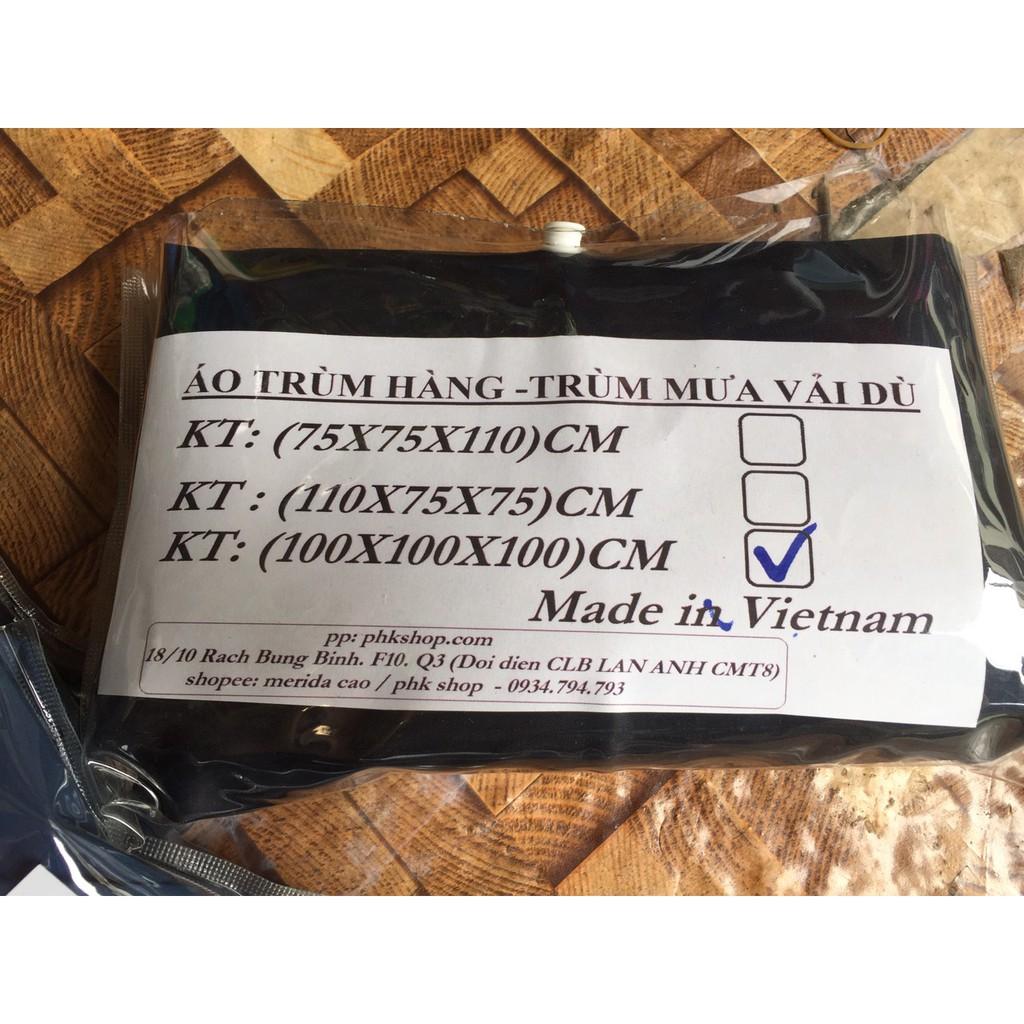 ÁO TRÙM HÀNG -TRÙM MƯA VẢI DÙ
KT: (75X75X110)CM
KT : (110X75X75)CM
KT: (100X100X100)CM
Made in Vietnam
pp: phkshop.com
18/10 Rach Bung Binh. F10. Q3 (Doi dien CLB LAN ANH CMT8)
shopee: merida cao / phk shop - 0934.794.793